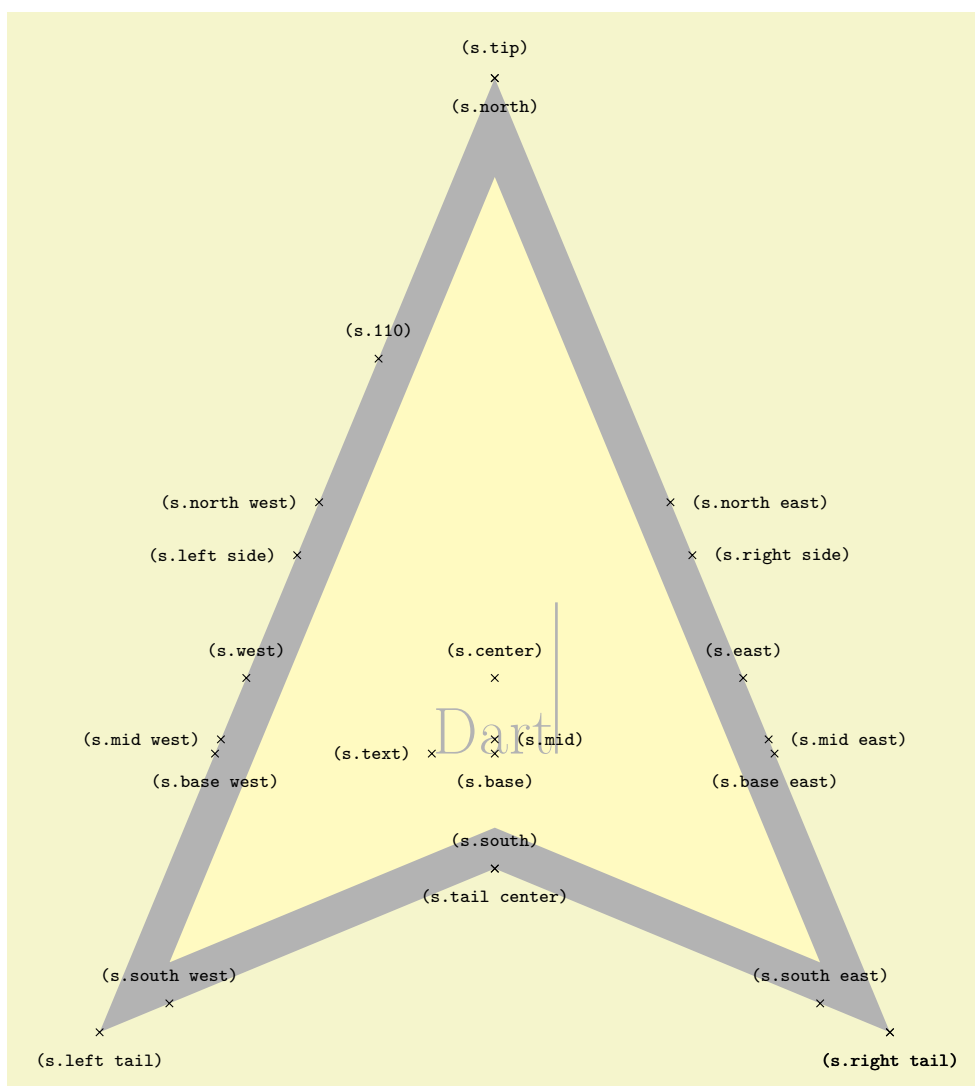 (s.tip)
(s.north)
(s.110)
(s.north west) (s.north east)
(s.left side) (s.right side)
(s.west) (s.center) (s.east)
(s.mid west) Dart (s.mid) (s.mid east)
(s.text)
(s.base west) (s.base) (s.base east)
(s.south)
(s.tail center)
(s.south west) (s.south east)
(s.left tail) (s.right tail)